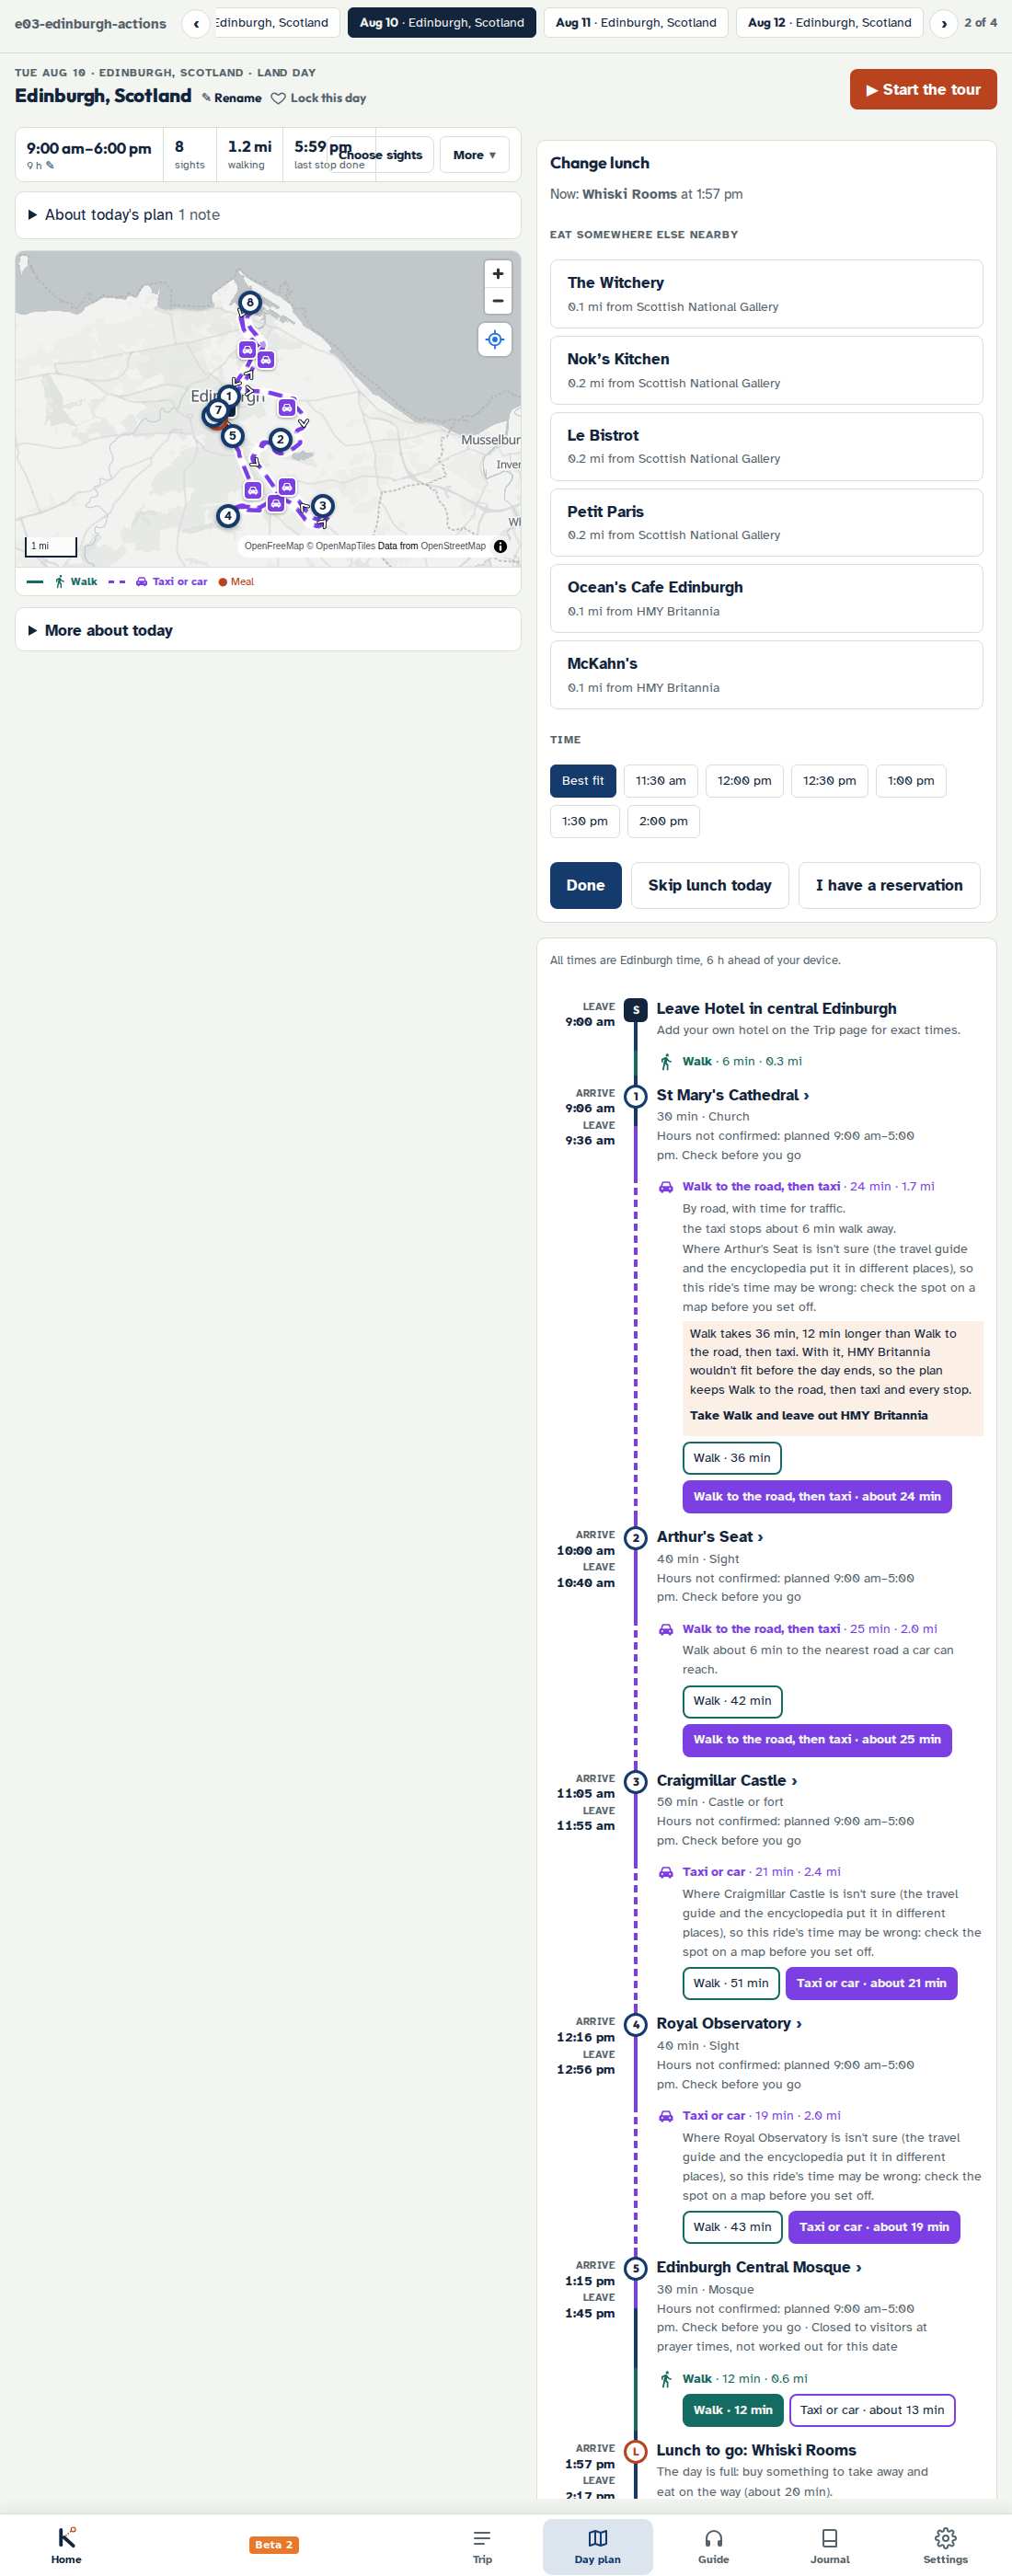 e03-edinburgh-actions
‹
Edinburgh, Scotland
Aug 10 · Edinburgh, Scotland
Aug 11 · Edinburgh, Scotland
Aug 12 · Edinburgh, Scotland
›
2 of 4
TUE AUG 10 · EDINBURGH, SCOTLAND · LAND DAY
Edinburgh, Scotland
✎ Rename
Lock this day
▶ Start the tour
9:00 am–6:00 pm
9 h ✎
8
sights
1.2 mi
walking
5:59 pm
last stop done
Choose sights
More ▼
▶ About today's plan 1 note
+
−
8
1
7
5
2
3
4
Musselbur
Inver
1 mi
OpenFreeMap © OpenMapTiles Data from OpenStreetMap
Walk
Taxi or car
Meal
▶ More about today
Change lunch
Now: Whiski Rooms at 1:57 pm
EAT SOMEWHERE ELSE NEARBY
The Witchery
0.1 mi from Scottish National Gallery
Nok's Kitchen
0.2 mi from Scottish National Gallery
Le Bistrot
0.2 mi from Scottish National Gallery
Petit Paris
0.2 mi from Scottish National Gallery
Ocean's Cafe Edinburgh
0.1 mi from HMY Britannia
McKahn's
0.1 mi from HMY Britannia
TIME
Best fit
11:30 am
12:00 pm
12:30 pm
1:00 pm
1:30 pm
2:00 pm
Done
Skip lunch today
I have a reservation
All times are Edinburgh time, 6 h ahead of your device.
LEAVE
9:00 am
S
Leave Hotel in central Edinburgh
Add your own hotel on the Trip page for exact times.
Walk · 6 min · 0.3 mi
ARRIVE
9:06 am
LEAVE
9:36 am
1
St Mary's Cathedral ›
30 min · Church
Hours not confirmed: planned 9:00 am–5:00
pm. Check before you go
Walk to the road, then taxi · 24 min · 1.7 mi
By road, with time for traffic.
the taxi stops about 6 min walk away.
Where Arthur's Seat is isn't sure (the travel guide
and the encyclopedia put it in different places), so
this ride's time may be wrong: check the spot on a
map before you set off.
Walk takes 36 min, 12 min longer than Walk to
the road, then taxi. With it, HMY Britannia
wouldn't fit before the day ends, so the plan
keeps Walk to the road, then taxi and every stop.
Take Walk and leave out HMY Britannia
Walk · 36 min
Walk to the road, then taxi · about 24 min
ARRIVE
10:00 am
LEAVE
10:40 am
2
Arthur's Seat ›
40 min · Sight
Hours not confirmed: planned 9:00 am–5:00
pm. Check before you go
Walk to the road, then taxi · 25 min · 2.0 mi
Walk about 6 min to the nearest road a car can
reach.
Walk · 42 min
Walk to the road, then taxi · about 25 min
ARRIVE
11:05 am
LEAVE
11:55 am
3
Craigmillar Castle ›
50 min · Castle or fort
Hours not confirmed: planned 9:00 am–5:00
pm. Check before you go
Taxi or car · 21 min · 2.4 mi
Where Craigmillar Castle is isn't sure (the travel
guide and the encyclopedia put it in different
places), so this ride's time may be wrong: check the
spot on a map before you set off.
Walk · 51 min
Taxi or car · about 21 min
ARRIVE
12:16 pm
LEAVE
12:56 pm
4
Royal Observatory ›
40 min · Sight
Hours not confirmed: planned 9:00 am–5:00
pm. Check before you go
Taxi or car · 19 min · 2.0 mi
Where Royal Observatory is isn't sure (the travel
guide and the encyclopedia put it in different
places), so this ride's time may be wrong: check the
spot on a map before you set off.
Walk · 43 min
Taxi or car · about 19 min
ARRIVE
1:15 pm
LEAVE
1:45 pm
5
Edinburgh Central Mosque ›
30 min · Mosque
Hours not confirmed: planned 9:00 am–5:00
pm. Check before you go · Closed to visitors at
prayer times, not worked out for this date
Walk · 12 min · 0.6 mi
Walk · 12 min
Taxi or car · about 13 min
ARRIVE
1:57 pm
LEAVE
2:17 pm
L
Lunch to go: Whiski Rooms
The day is full: buy something to take away and
eat on the way (about 20 min).
Home
Beta 2
Trip
Day plan
Guide
Journal
Settings